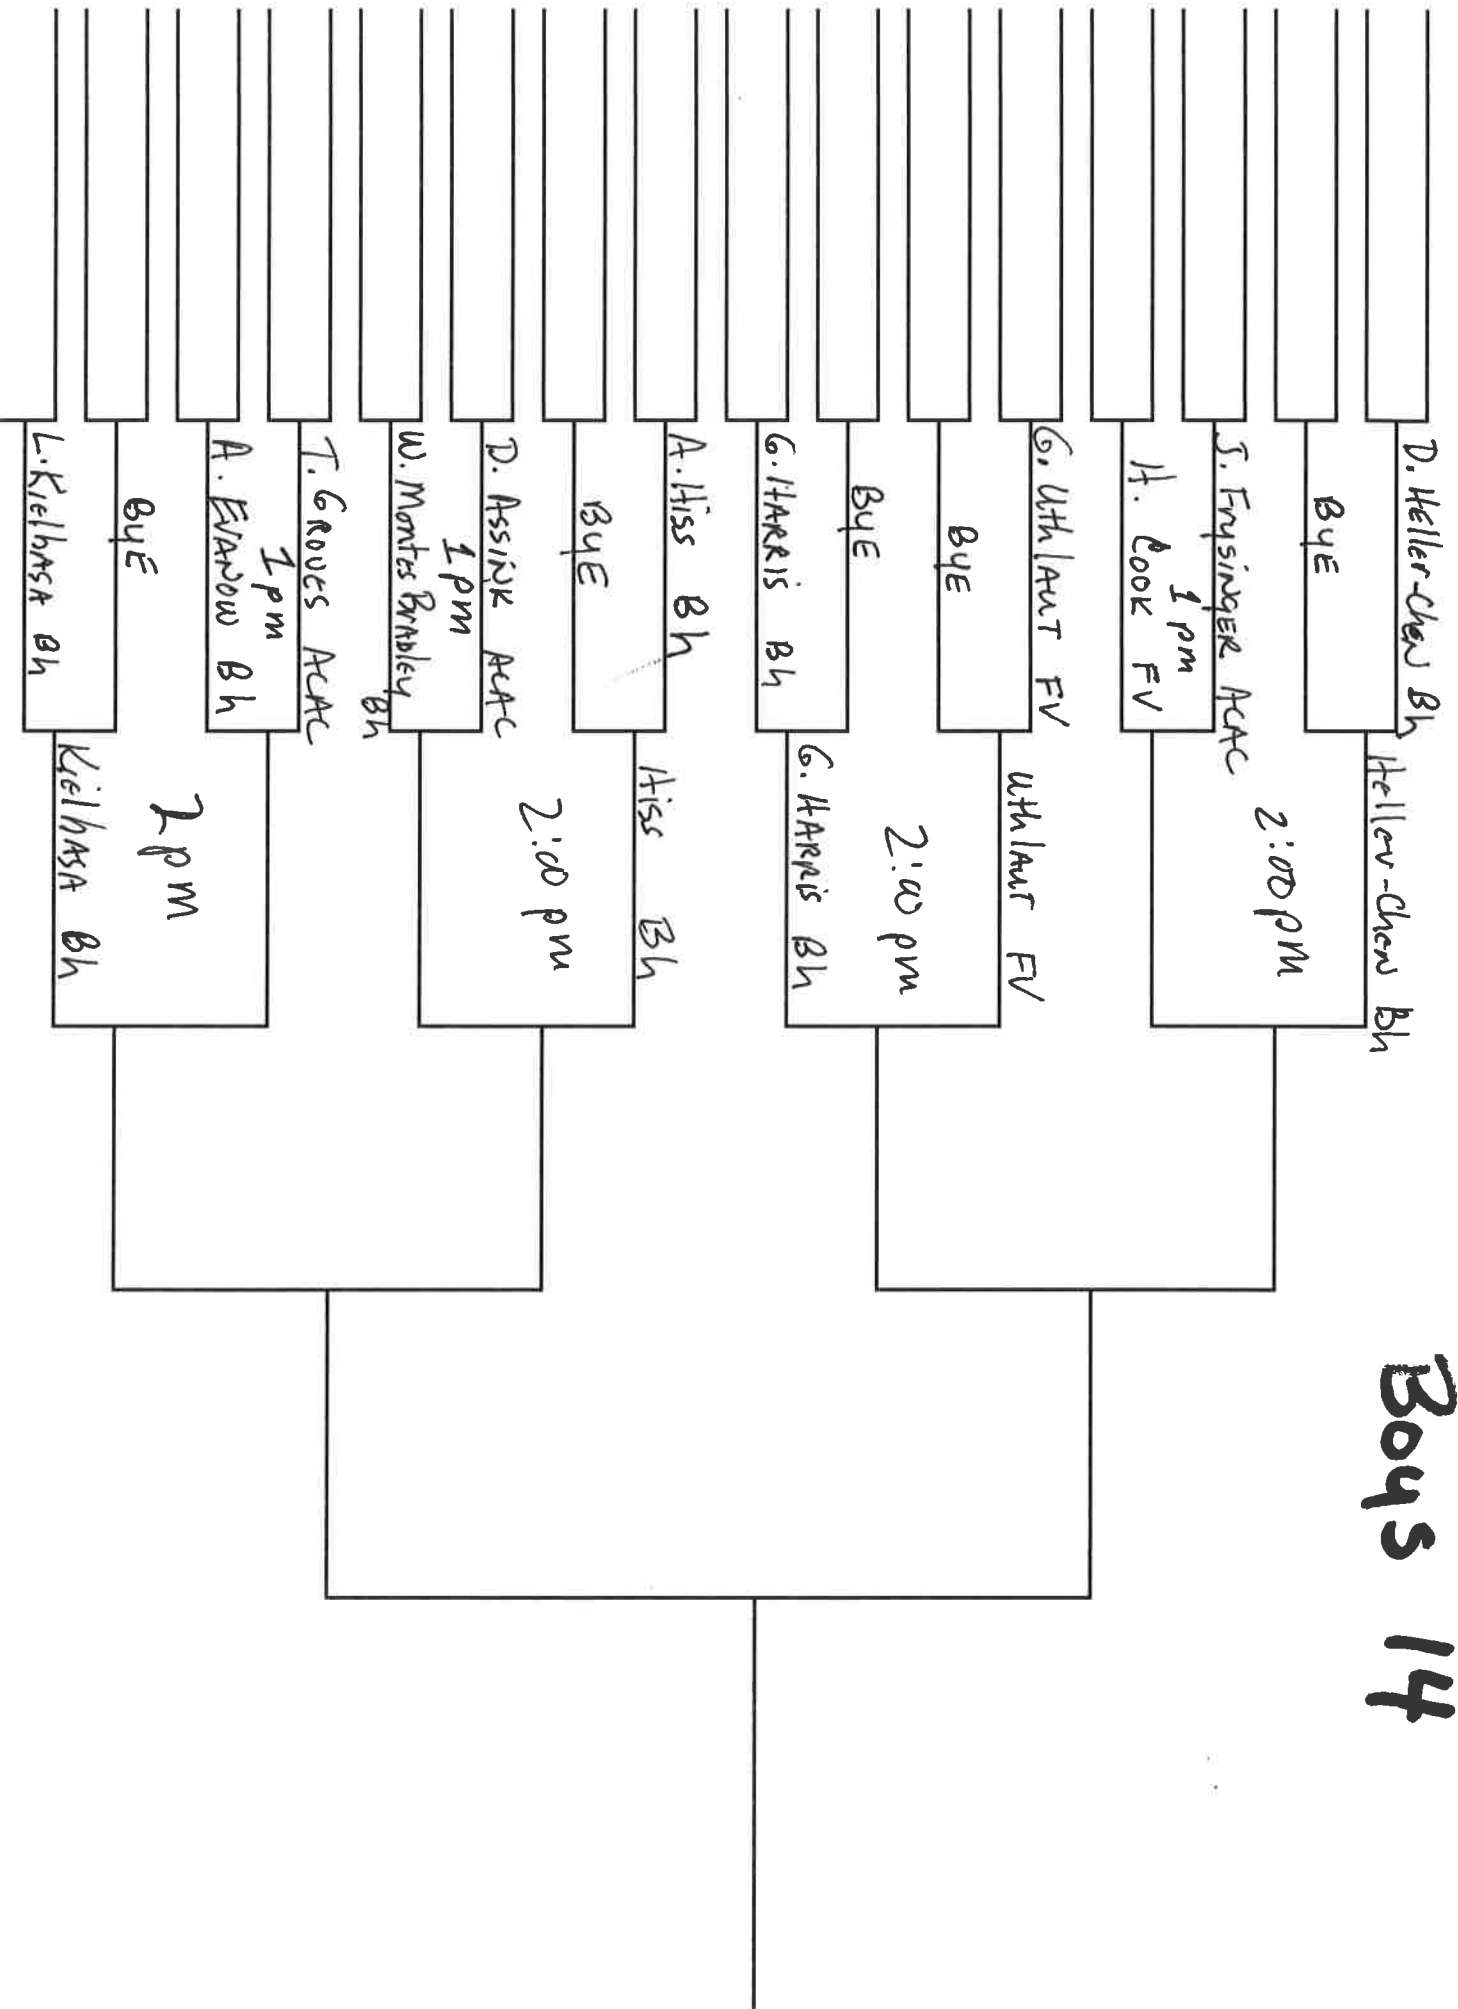 Boys 14
D. Heller-Chen Bh
ByE
J. Frysinger ACAC
1 pm
H. Cook FV
G. Uthlaut FV
ByE
ByE
G. HARRIS Bh
A. Hiss Bh
ByE
D. Assink ACAC
1 pm
W. Montes Bradley Bh
T. GROVES ACAC
1 pm
A. EVANOW Bh
ByE
L. KielbASA Bh
Heller-Chen Bh
2:00 pm
Uthlaut FV
2:00 pm
G. HARRIS Bh
Hiss Bh
2:00 pm
2 pm
KielbASA Bh